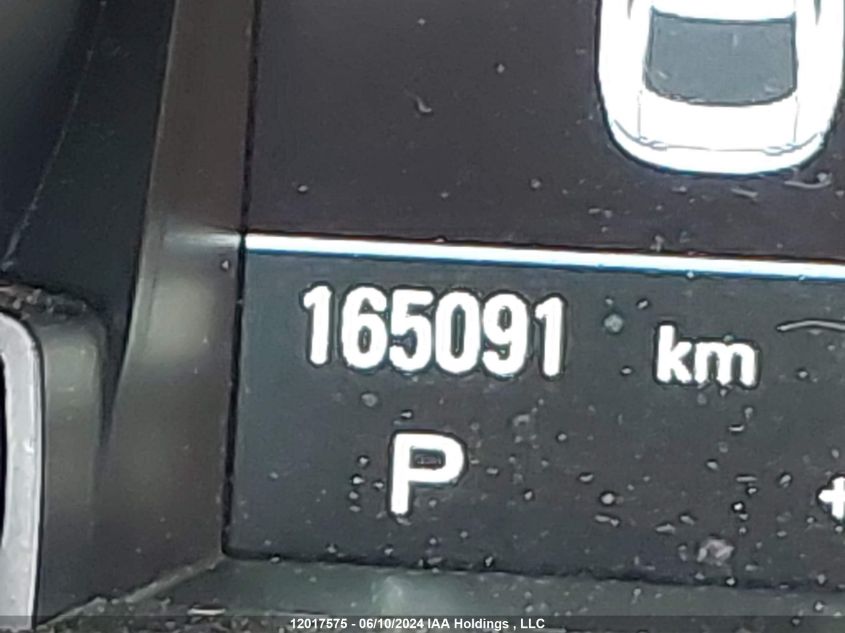 165091 km
P
+
12017575 - 06/10/2024 IAA Holdings , LLC